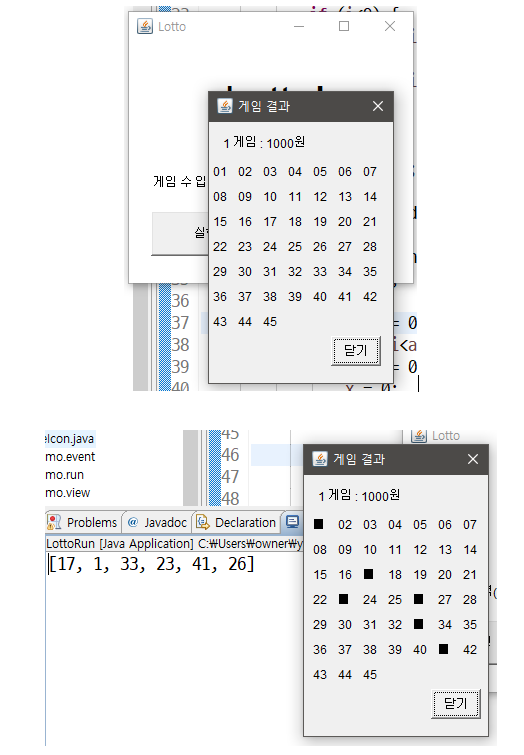 Lotto
게임 결과
1 게임 : 1000원
01 02 03 04 05 06 07
08 09 10 11 12 13 14
15 16 17 18 19 20 21
22 23 24 25 26 27 28
29 30 31 32 33 34 35
36 37 38 39 40 41 42
43 44 45
닫기
게임 수 입
36
37 = 0
38 i<a
39 = 0
40 x = 0;
elcon.java
mo.event
mo.run
mo.view
45
46
47
48
Lotto
Problems @ Javadoc Declaration
LottoRun [Java Application] C:₩Users₩owner₩y
[17, 1, 33, 23, 41, 26]
게임 결과
1 게임 : 1000원
■ 02 03 04 05 06 07
08 09 10 11 12 13 14
15 16 ■ 18 19 20 21
22 ■ 24 25 ■ 27 28
29 30 31 32 ■ 34 35
36 37 38 39 40 ■ 42
43 44 45
닫기